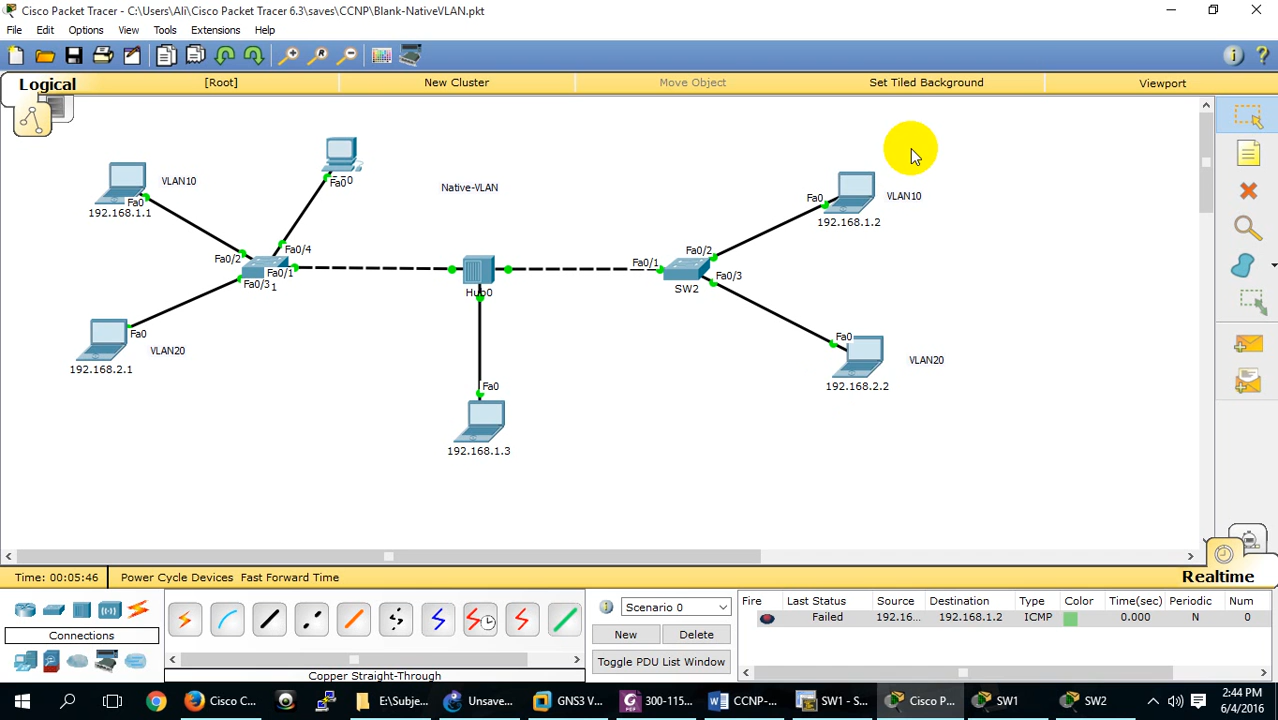 Cisco Packet Tracer - C:\Users\Ali\Cisco Packet Tracer 6.3\saves\CCNP\Blank-NativeVLAN.pkt
File Edit Options View Tools Extensions Help
Logical [Root] New Cluster Move Object Set Tiled Background Viewport
VLAN10
Fa0
192.168.1.1
Fa0
Native-VLAN
Fa0
VLAN10
192.168.1.2
Fa0/4
Fa0/2
Fa0/1
Fa0/3
Hub0
Fa0/1
Fa0/2
Fa0/3
SW2
Fa0
VLAN20
192.168.2.1
Fa0
192.168.1.3
Fa0
VLAN20
192.168.2.2
Time: 00:05:46 Power Cycle Devices Fast Forward Time Realtime
Connections
Copper Straight-Through
Scenario 0
New Delete
Toggle PDU List Window
Fire Last Status Source Destination Type Color Time(sec) Periodic Num
Failed 192.16... 192.168.1.2 ICMP 0.000 N 0
Cisco C... E:\Subje... Unsave... GNS3 V... 300-115... CCNP-... SW1 - S... Cisco P... SW1 SW2
2:44 PM
6/4/2016